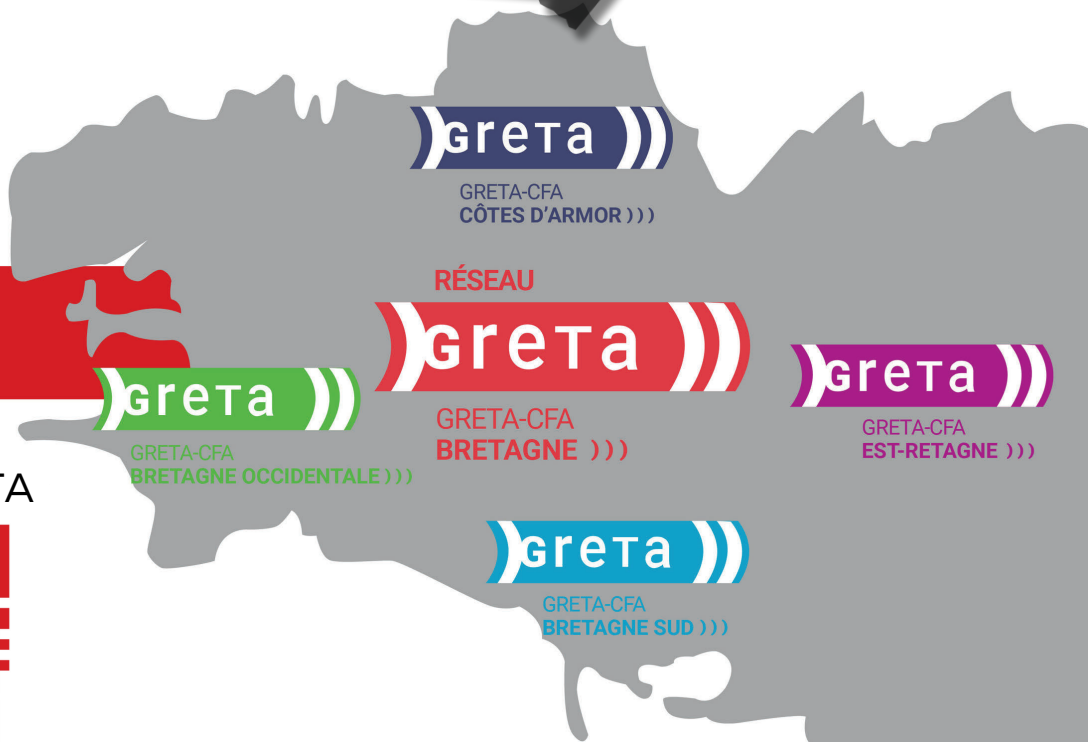 GreTa
GRETA-CFA
CÔTES D'ARMOR )))
RÉSEAU
GreTa
GRETA-CFA
BRETAGNE )))
GreTa
GRETA-CFA
EST-RETAGNE )))
GreTa
GRETA-CFA
BRETAGNE OCCIDENTALE )))
TA
GreTa
GRETA-CFA
BRETAGNE SUD )))